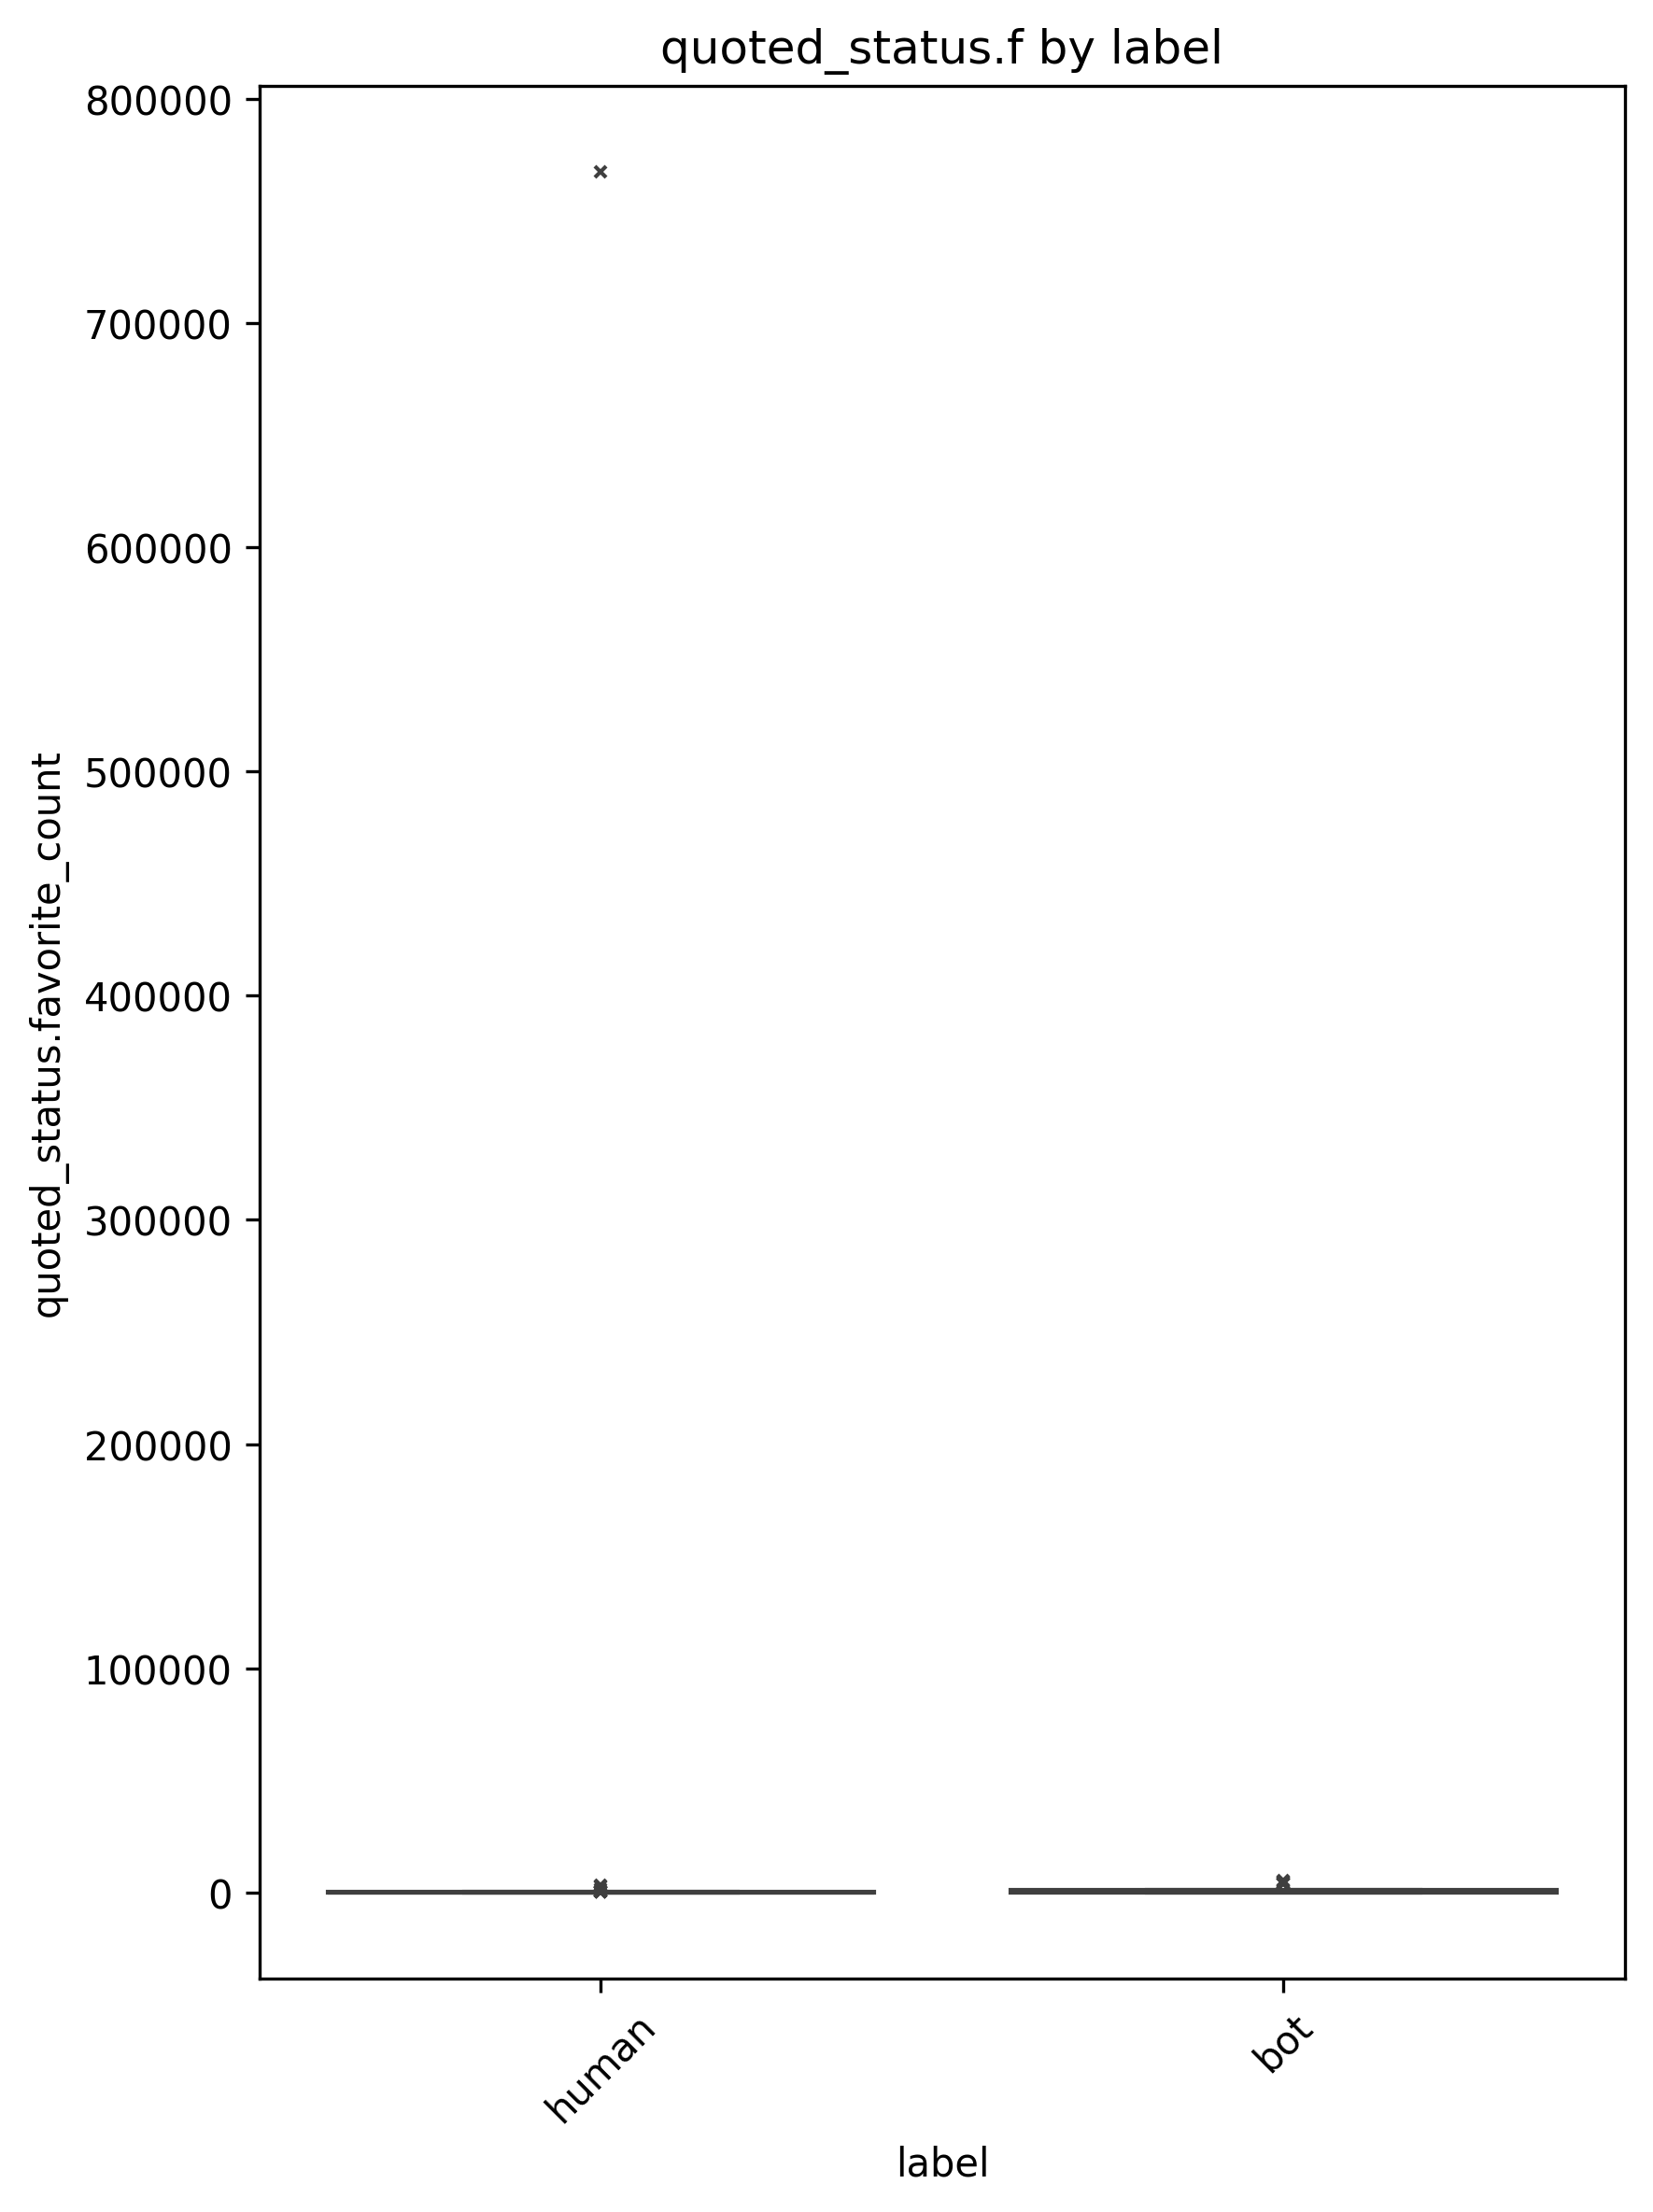 quoted_status.f by label
800000
700000
600000
500000
400000
300000
200000
100000
0
quoted_status.favorite_count
human
bot
label